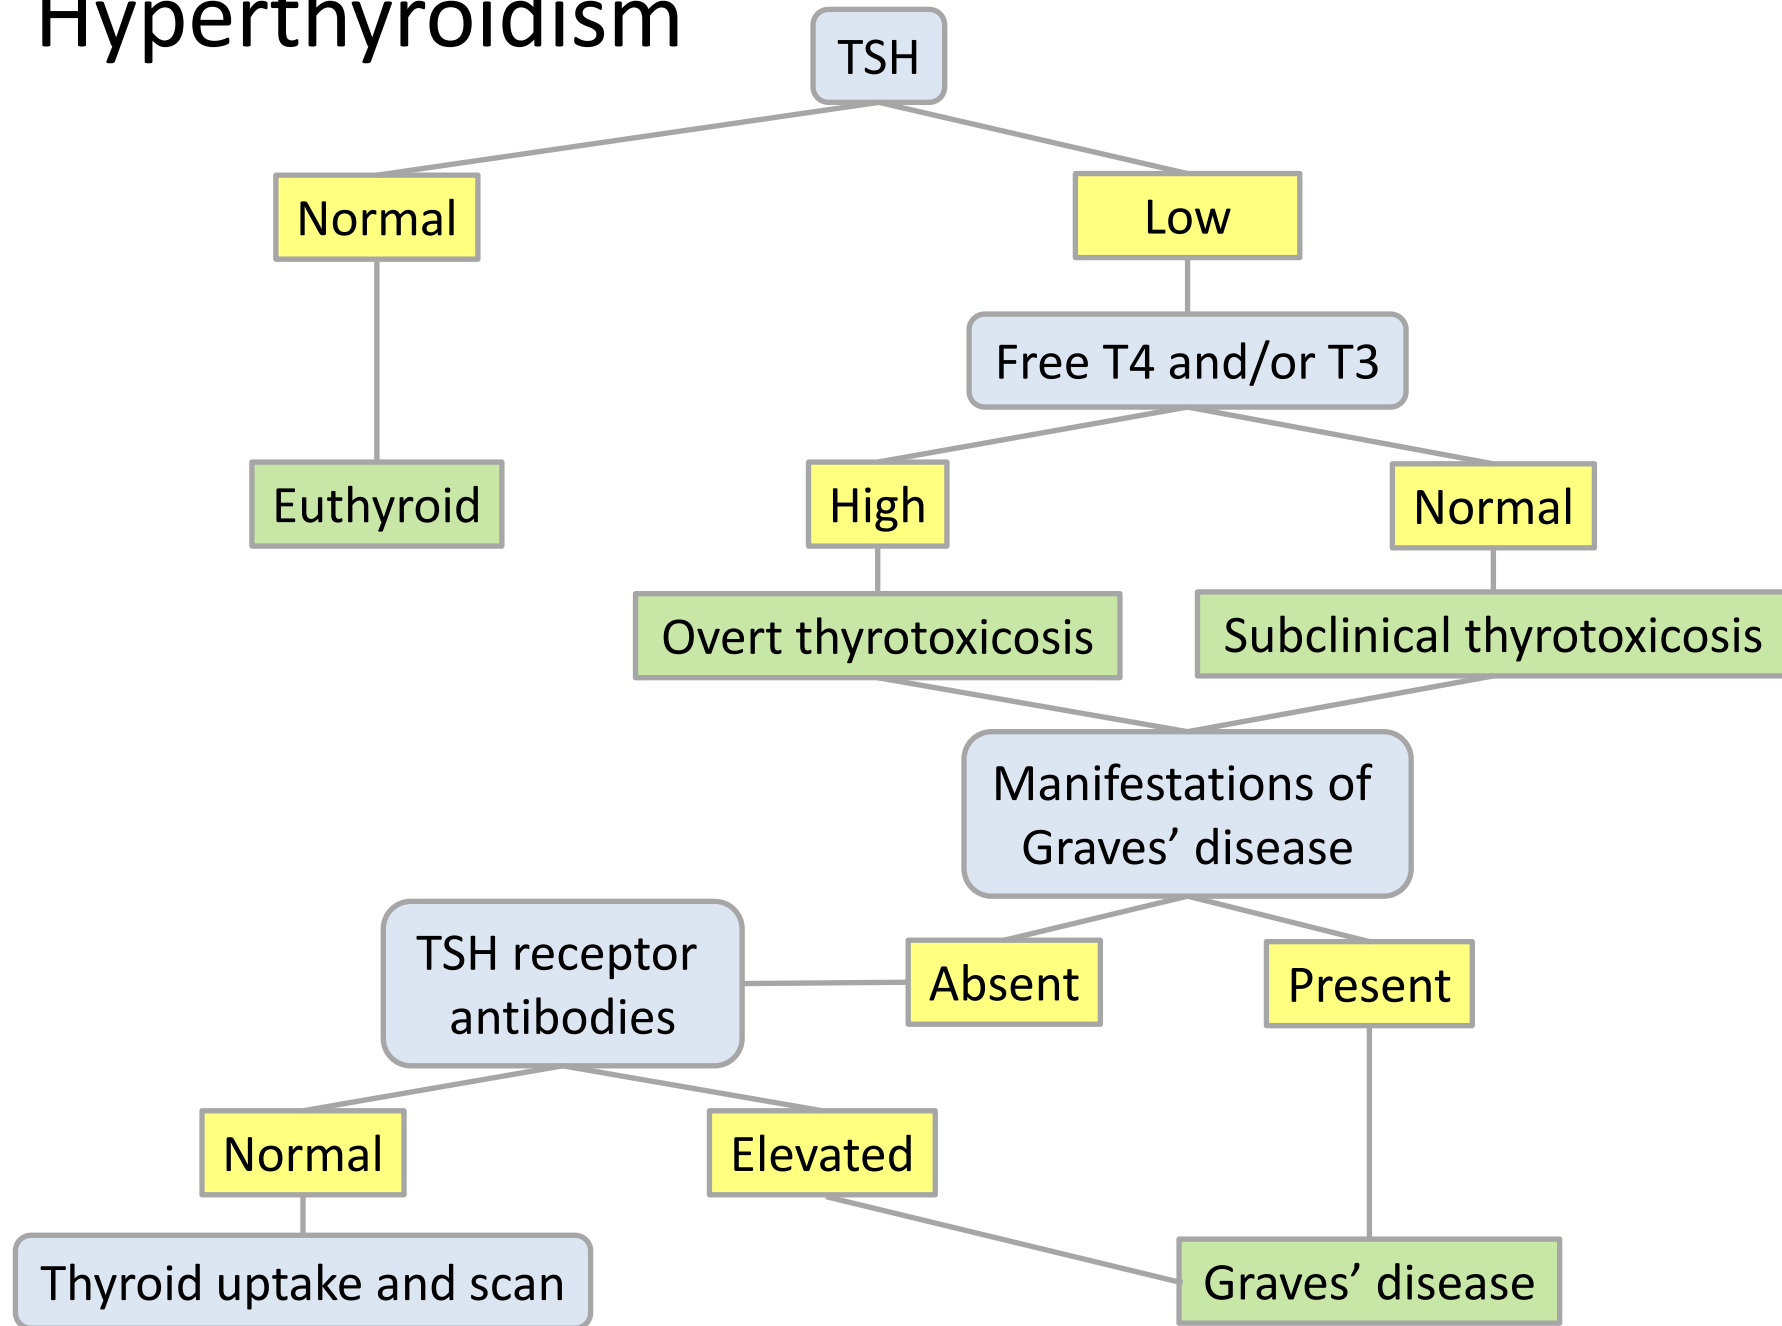 Hyperthyroidism
TSH
Normal
Low
Free T4 and/or T3
Euthyroid
High
Normal
Overt thyrotoxicosis
Subclinical thyrotoxicosis
Manifestations of
Graves’ disease
TSH receptor
antibodies
Absent
Present
Normal
Elevated
Thyroid uptake and scan
Graves’ disease